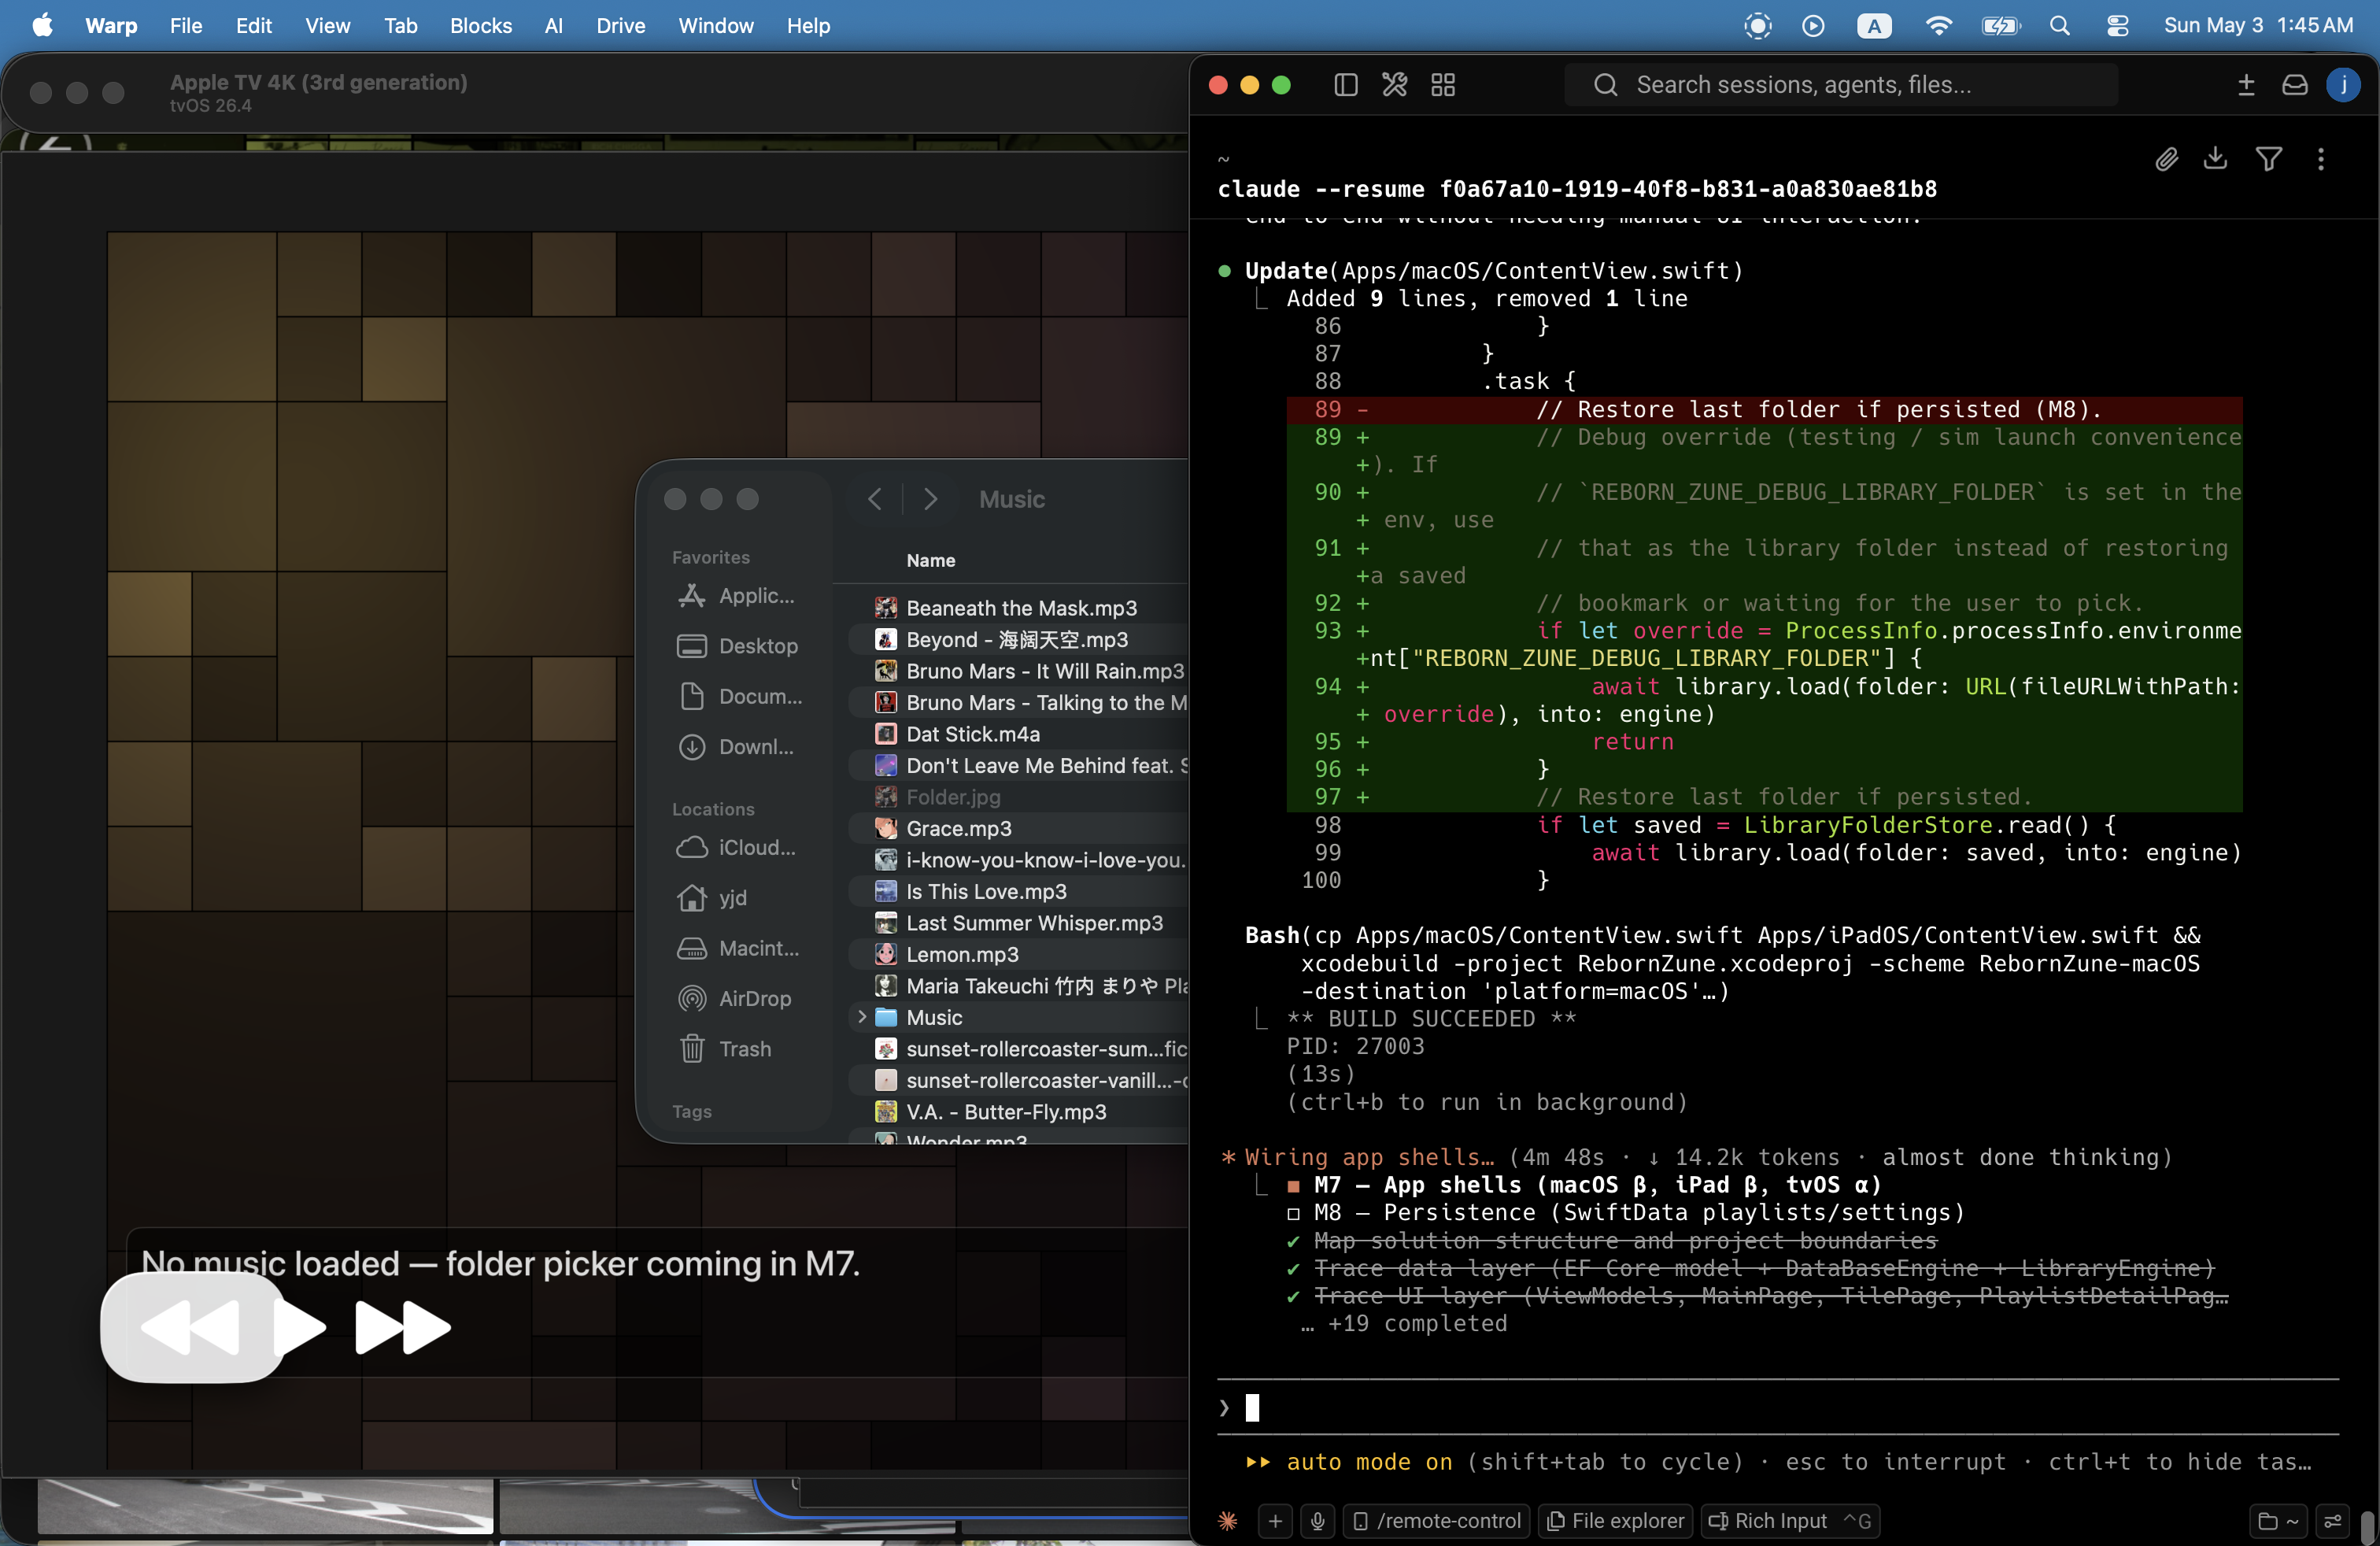 Warp File Edit View Tab Blocks AI Drive Window Help
A
Sun May 3 1:45 AM
Apple TV 4K (3rd generation)
tvOS 26.4
No music loaded — folder picker coming in M7.
Music
Favorites
Applic...
Desktop
Docum...
Downl...
Locations
iCloud...
yjd
Macint...
AirDrop
Trash
Tags
Name
Beaneath the Mask.mp3
Beyond - 海阔天空.mp3
Bruno Mars - It Will Rain.mp3
Bruno Mars - Talking to the M
Dat Stick.m4a
Don't Leave Me Behind feat. S
Folder.jpg
Grace.mp3
i-know-you-know-i-love-you.
Is This Love.mp3
Last Summer Whisper.mp3
Lemon.mp3
Maria Takeuchi 竹内 まりや Pla
Music
sunset-rollercoaster-sum...fic
sunset-rollercoaster-vanill...-c
V.A. - Butter-Fly.mp3
Wonder.mp3
Search sessions, agents, files...
j
~
claude --resume f0a67a10-1919-40f8-b831-a0a830ae81b8
end to end without needing manual UI interaction.
● Update(Apps/macOS/ContentView.swift)
⎿ Added 9 lines, removed 1 line
86 }
87 }
88 .task {
89 - // Restore last folder if persisted (M8).
89 + // Debug override (testing / sim launch convenience
+). If
90 + // `REBORN_ZUNE_DEBUG_LIBRARY_FOLDER` is set in the
+ env, use
91 + // that as the library folder instead of restoring
+a saved
92 + // bookmark or waiting for the user to pick.
93 + if let override = ProcessInfo.processInfo.environme
+nt["REBORN_ZUNE_DEBUG_LIBRARY_FOLDER"] {
94 + await library.load(folder: URL(fileURLWithPath:
+ override), into: engine)
95 + return
96 + }
97 + // Restore last folder if persisted.
98 if let saved = LibraryFolderStore.read() {
99 await library.load(folder: saved, into: engine)
100 }
Bash(cp Apps/macOS/ContentView.swift Apps/iPadOS/ContentView.swift &&
xcodebuild -project RebornZune.xcodeproj -scheme RebornZune-macOS
-destination 'platform=macOS'…)
⎿ ** BUILD SUCCEEDED **
PID: 27003
(13s)
(ctrl+b to run in background)
* Wiring app shells… (4m 48s · ↓ 14.2k tokens · almost done thinking)
⎿ ■ M7 — App shells (macOS β, iPad β, tvOS α)
□ M8 — Persistence (SwiftData playlists/settings)
✔ Map solution structure and project boundaries
✔ Trace data layer (EF Core model + DataBaseEngine + LibraryEngine)
✔ Trace UI layer (ViewModels, MainPage, TilePage, PlaylistDetailPag…
… +19 completed
❯
⏵⏵ auto mode on (shift+tab to cycle) · esc to interrupt · ctrl+t to hide tas…
/remote-control File explorer Rich Input ^G ~